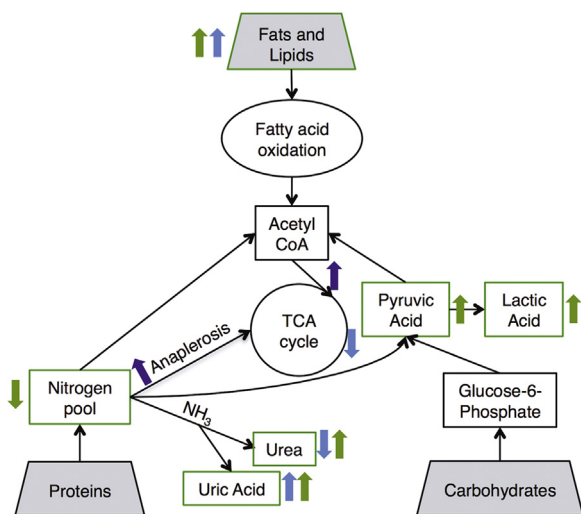 Fats and
Lipids
Fatty acid
oxidation
Acetyl
CoA
TCA
cycle
Pyruvic
Acid
Lactic
Acid
Anaplerosis
Nitrogen
pool
NH3
Glucose-6-
Phosphate
Urea
Uric Acid
Proteins
Carbohydrates